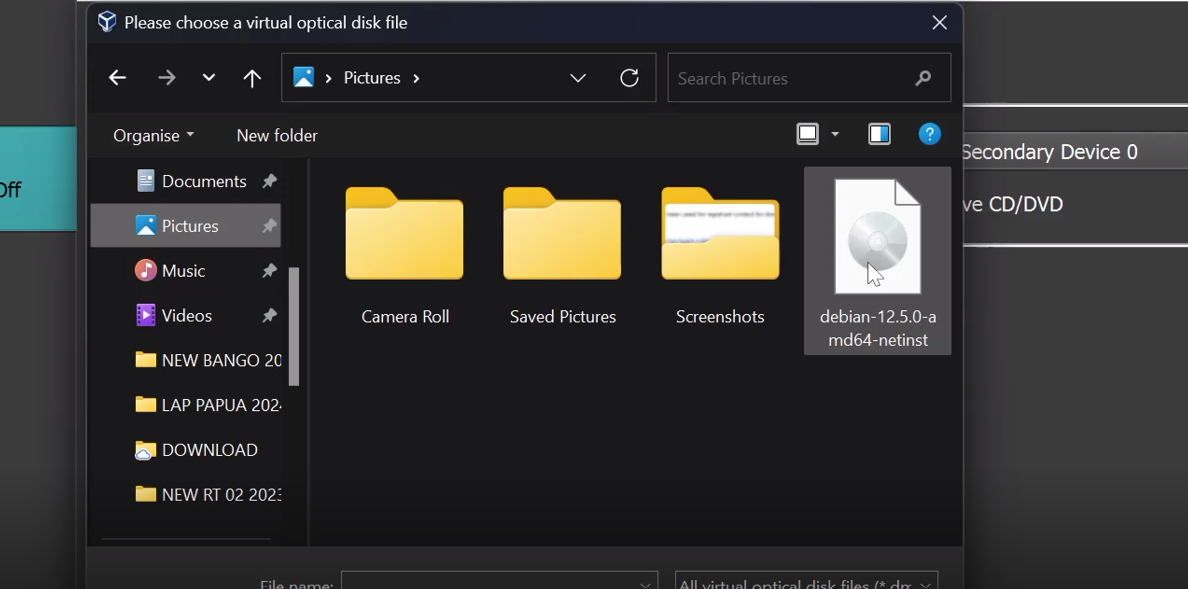 Please choose a virtual optical disk file
Pictures
Search Pictures
Organise
New folder
Secondary Device 0
Off
ve CD/DVD
Documents
Pictures
Music
Videos
NEW BANGO 20
LAP PAPUA 202
DOWNLOAD
NEW RT 02 2023
Camera Roll
Saved Pictures
Screenshots
debian-12.5.0-a
md64-netinst
File name:
All virtual optical disk files (*.dm